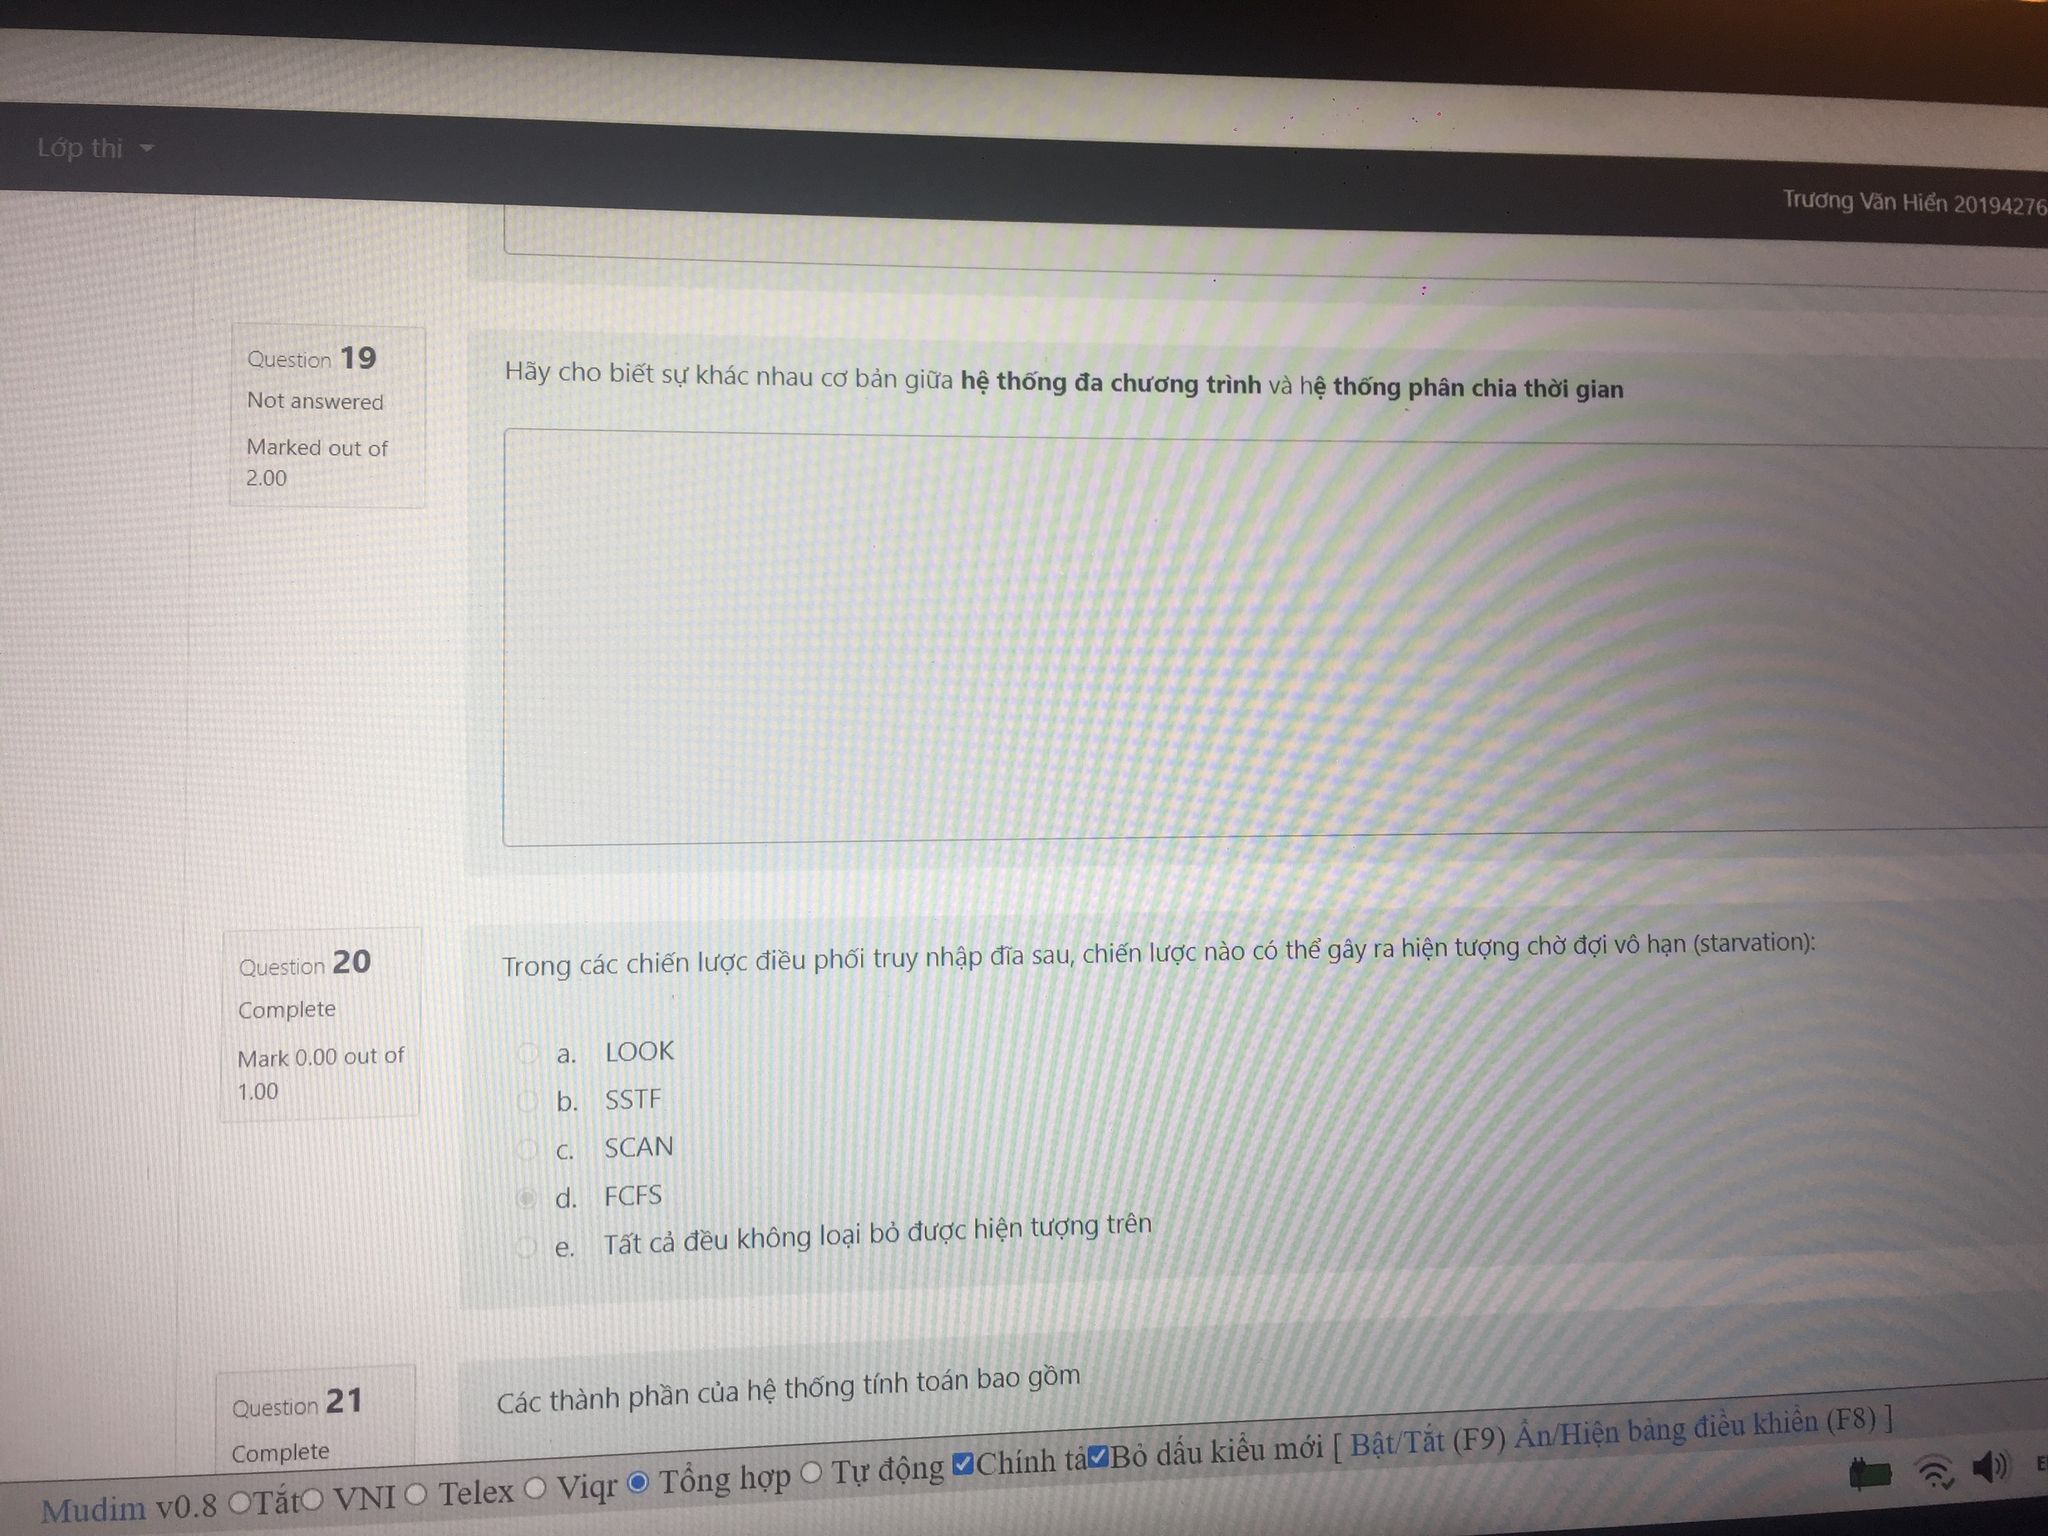 Lớp thi
Trương Văn Hiển 20194276
Question 19
Not answered
Marked out of
2.00
Hãy cho biết sự khác nhau cơ bản giữa hệ thống đa chương trình và hệ thống phân chia thời gian
Question 20
Complete
Mark 0.00 out of
1.00
Trong các chiến lược điều phối truy nhập đĩa sau, chiến lược nào có thể gây ra hiện tượng chờ đợi vô hạn (starvation):
a. LOOK
b. SSTF
c. SCAN
d. FCFS
e. Tất cả đều không loại bỏ được hiện tượng trên
Question 21
Complete
Các thành phần của hệ thống tính toán bao gồm
Mudim v0.8 Tắt VNI Telex Viqr Tổng hợp Tự động Chính tả Bỏ dấu kiểu mới [ Bật/Tắt (F9) Ẩn/Hiện bảng điều khiển (F8) ]